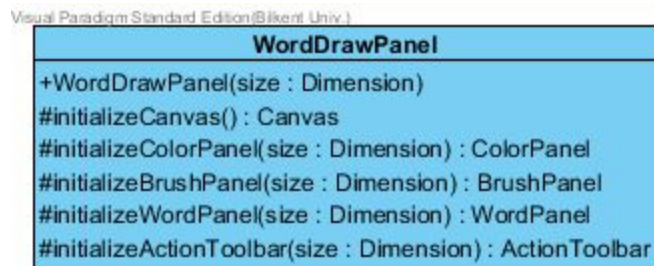 Visual Paradigm Standard Edition(Bilkent Univ.)
WordDrawPanel
+WordDrawPanel(size : Dimension)
#initializeCanvas() : Canvas
#initializeColorPanel(size : Dimension) : ColorPanel
#initializeBrushPanel(size : Dimension) : BrushPanel
#initializeWordPanel(size : Dimension) : WordPanel
#initializeActionToolbar(size : Dimension) : ActionToolbar